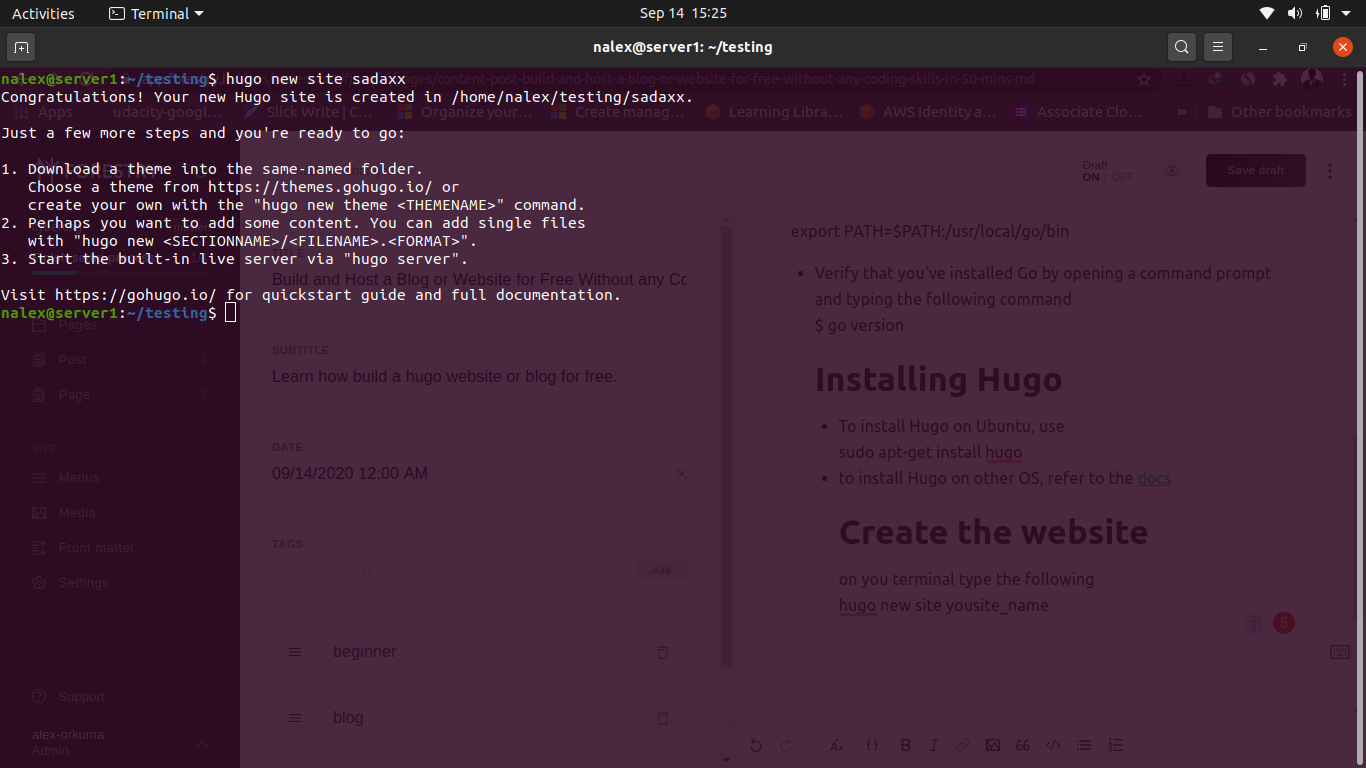 Activities
Terminal
Sep 14 15:25
nalex@server1: ~/testing
nalex@server1:~/testing$ hugo new site sadaxx
Congratulations! Your new Hugo site is created in /home/nalex/testing/sadaxx.
Just a few more steps and you're ready to go:
1. Download a theme into the same-named folder.
Choose a theme from https://themes.gohugo.io/ or
create your own with the "hugo new theme <THEMENAME>" command.
2. Perhaps you want to add some content. You can add single files
with "hugo new <SECTIONNAME>/<FILENAME>.<FORMAT>".
3. Start the built-in live server via "hugo server".
Visit https://gohugo.io/ for quickstart guide and full documentation.
nalex@server1:~/testing$
Apps
udacity-googl...
Slick Write | C...
Organize your...
Create manag...
Learning Libra...
AWS Identity a...
Associate Clo...
»
Other bookmarks
FORESTRY
Draft
ON / OFF
Save draft
Pages 0
Post 2
Page 2
SITE
Menus
Media
Front matter
Settings
Support
alex-orkuma
Admin
TITLE
Build and Host a Blog or Website for Free Without any Co
SUBTITLE
Learn how build a hugo website or blog for free.
DATE
09/14/2020 12:00 AM
TAGS
Add new item...
Add
beginner
blog
export PATH=$PATH:/usr/local/go/bin
• Verify that you've installed Go by opening a command prompt
and typing the following command
$ go version
h2
Installing Hugo
• To install Hugo on Ubuntu, use
sudo apt-get install hugo
• to install Hugo on other OS, refer to the docs
h2
Create the website
on you terminal type the following
hugo new site yousite_name
5